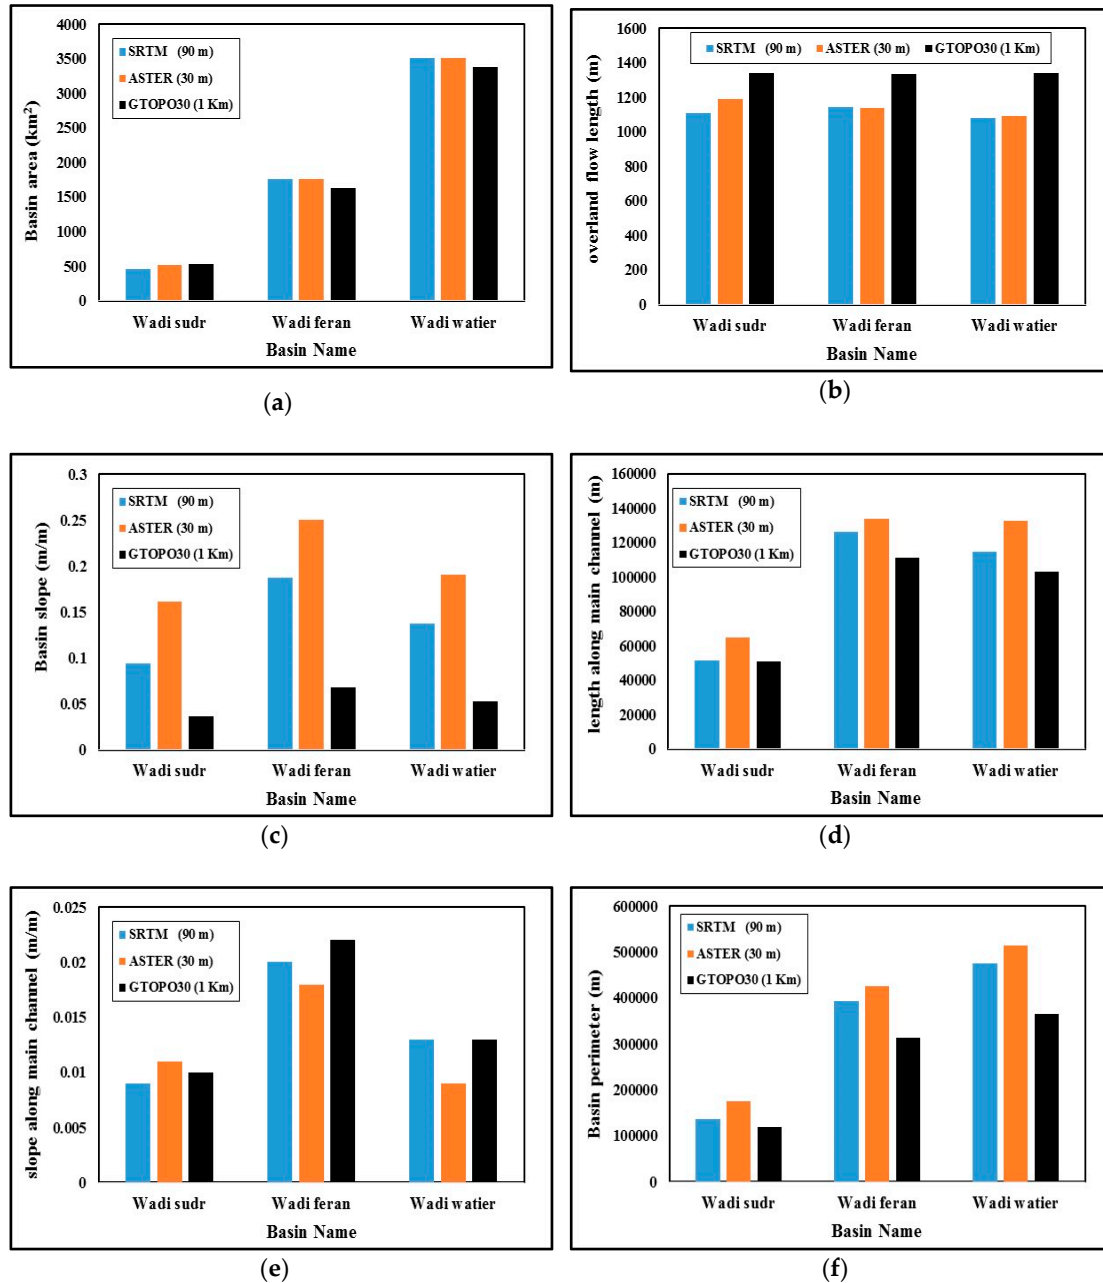 4000
3500
3000
2500
2000
1500
1000
500
0
Basin area (km²)
SRTM (90 m)
ASTER (30 m)
GTOPO30 (1 Km)
Wadi sudr Wadi feran Wadi watier
Basin Name
(a)
1600
1400
1200
1000
800
600
400
200
0
overland flow length (m)
SRTM (90 m) ASTER (30 m) GTOPO30 (1 Km)
Wadi sudr Wadi feran Wadi watier
Basin Name
(b)
0.3
0.25
0.2
0.15
0.1
0.05
0
Basin slope (m/m)
SRTM (90 m)
ASTER (30 m)
GTOPO30 (1 Km)
Wadi sudr Wadi feran Wadi watier
Basin Name
(c)
160000
140000
120000
100000
80000
60000
40000
20000
0
length along main channel (m)
SRTM (90 m)
ASTER (30 m)
GTOPO30 (1 Km)
Wadi sudr Wadi feran Wadi watier
Basin Name
(d)
0.025
0.02
0.015
0.01
0.005
0
slope along main channel (m/m)
SRTM (90 m)
ASTER (30 m)
GTOPO30 (1 Km)
Wadi sudr Wadi feran Wadi watier
Basin Name
(e)
600000
500000
400000
300000
200000
100000
0
Basin perimeter (m)
SRTM (90 m)
ASTER (30 m)
GTOPO30 (1 Km)
Wadi sudr Wadi feran Wadi watier
Basin Name
(f)